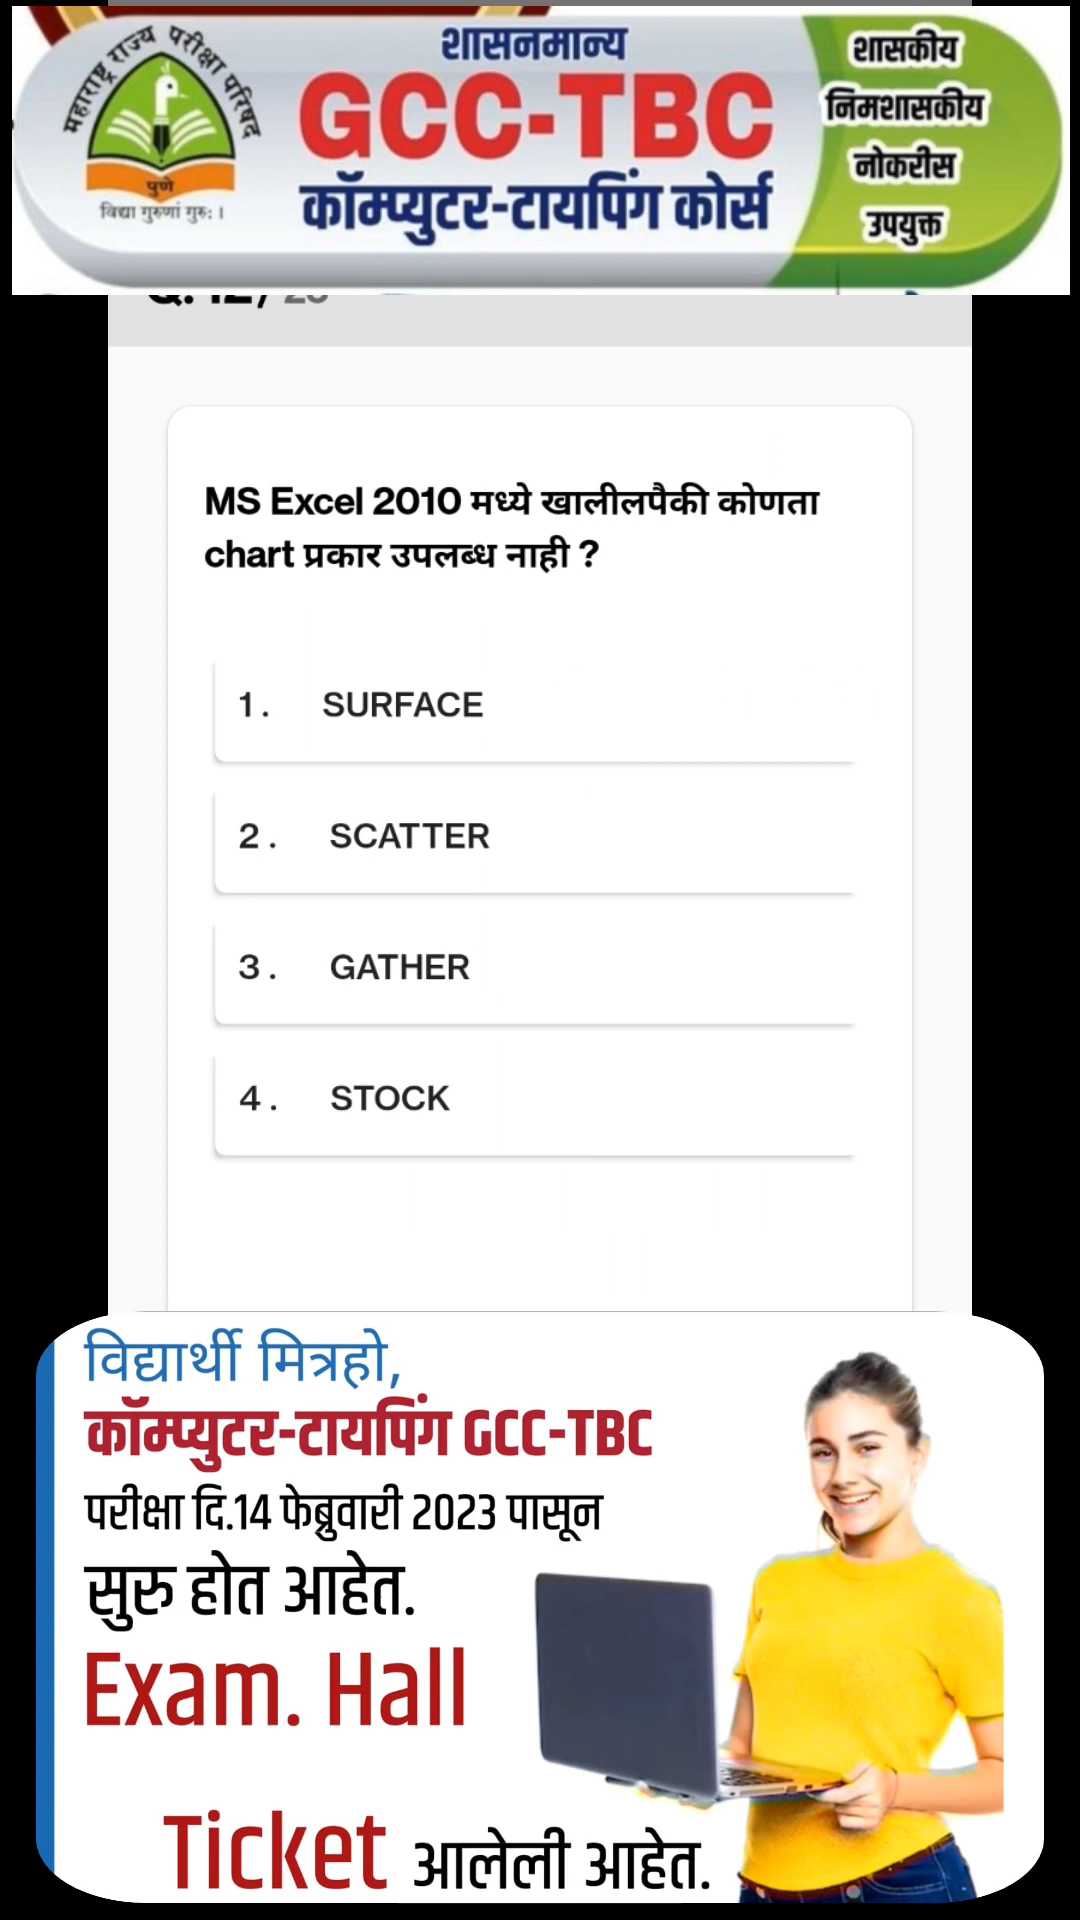 महाराष्ट्र राज्य परीक्षा परिषद
पुणे
विद्या गुरुणां गुरु: ।
शासनमान्य
GCC-TBC
कॉम्प्युटर-टायपिंग कोर्स
शासकीय
निमशासकीय
नोकरीस
उपयुक्त
MS Excel 2010 मध्ये खालीलपैकी कोणता
chart प्रकार उपलब्ध नाही ?
1. SURFACE
2. SCATTER
3. GATHER
4. STOCK
विद्यार्थी मित्रहो,
कॉम्प्युटर-टायपिंग GCC-TBC
परीक्षा दि.14 फेब्रुवारी 2023 पासून
सुरु होत आहेत.
Exam. Hall
Ticket आलेली आहेत.